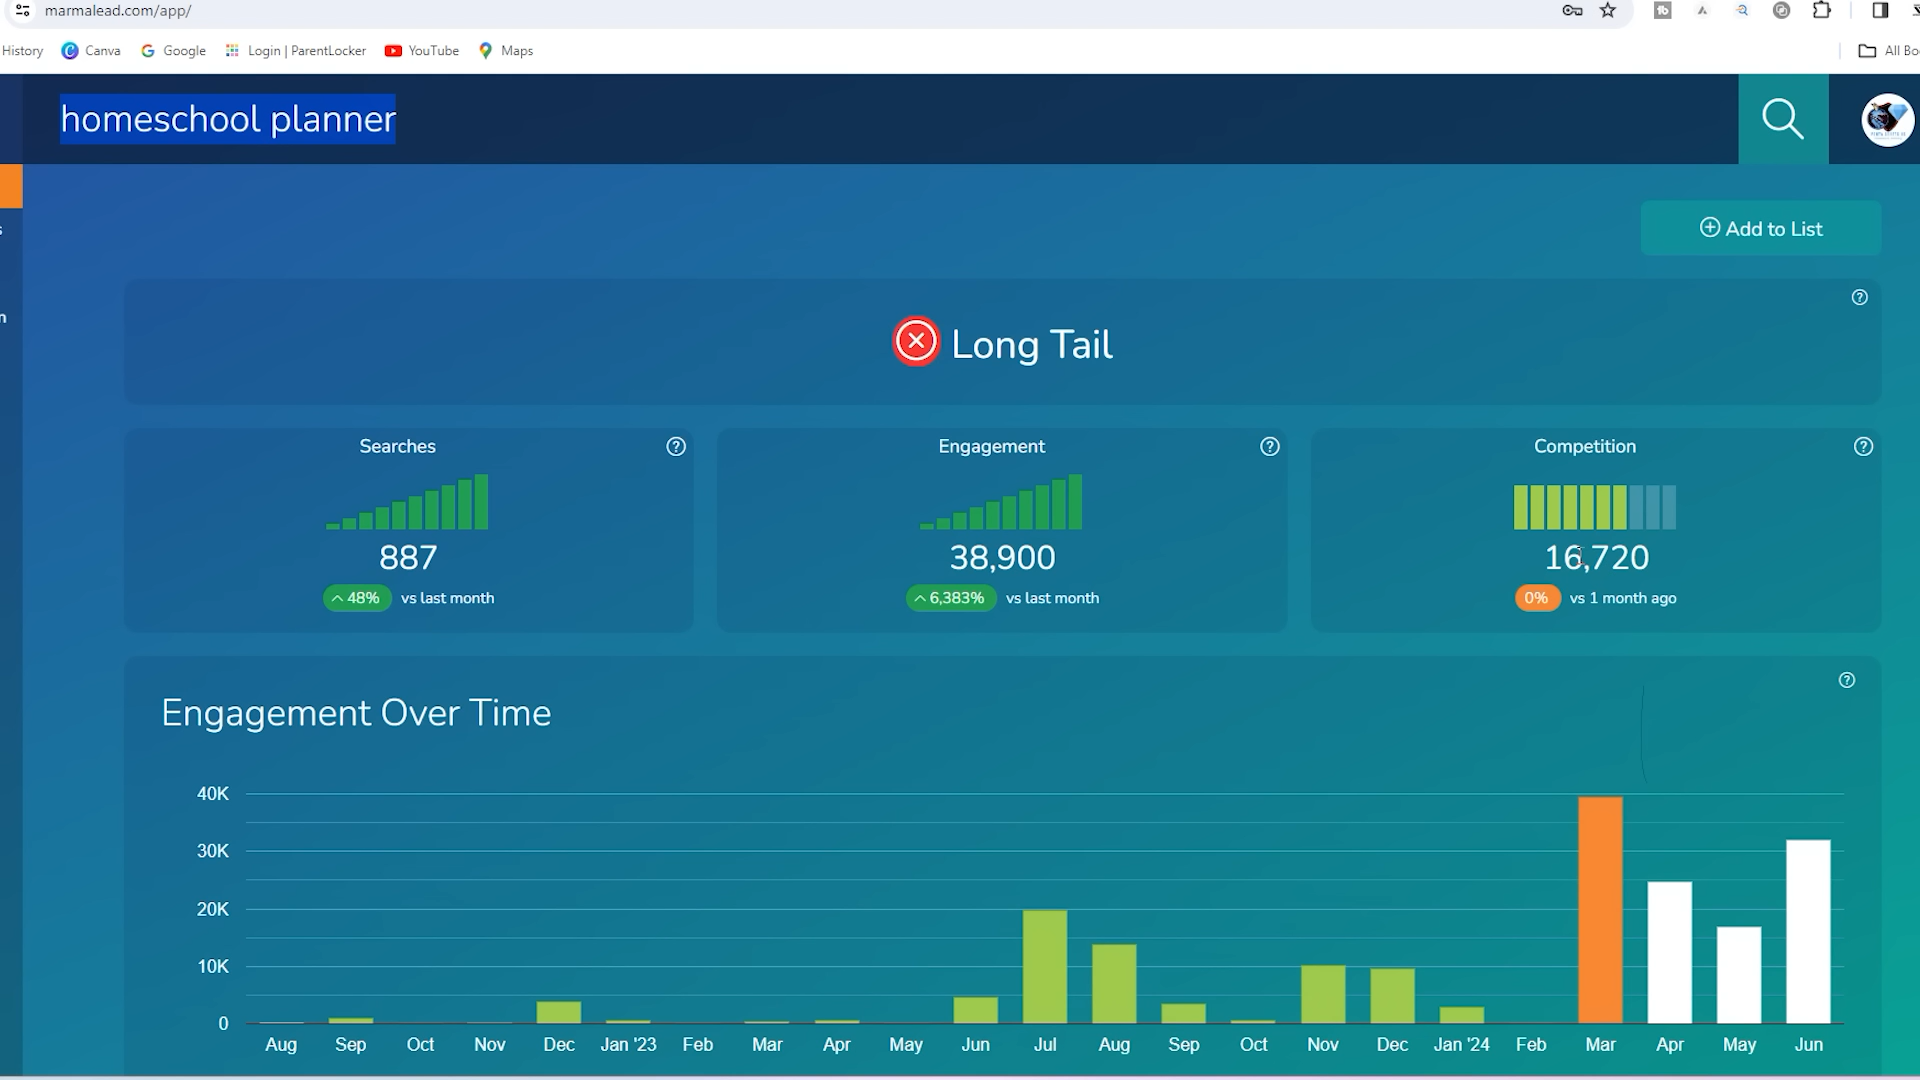 marmalead.com/app/
History Canva Google Login | ParentLocker YouTube Maps All Bo
homeschool planner
Add to List
Long Tail
Searches
887
48% vs last month
Engagement
38,900
6,383% vs last month
Competition
16,720
0% vs 1 month ago
Engagement Over Time
40K
30K
20K
10K
0
Aug Sep Oct Nov Dec Jan '23 Feb Mar Apr May Jun Jul Aug Sep Oct Nov Dec Jan '24 Feb Mar Apr May Jun